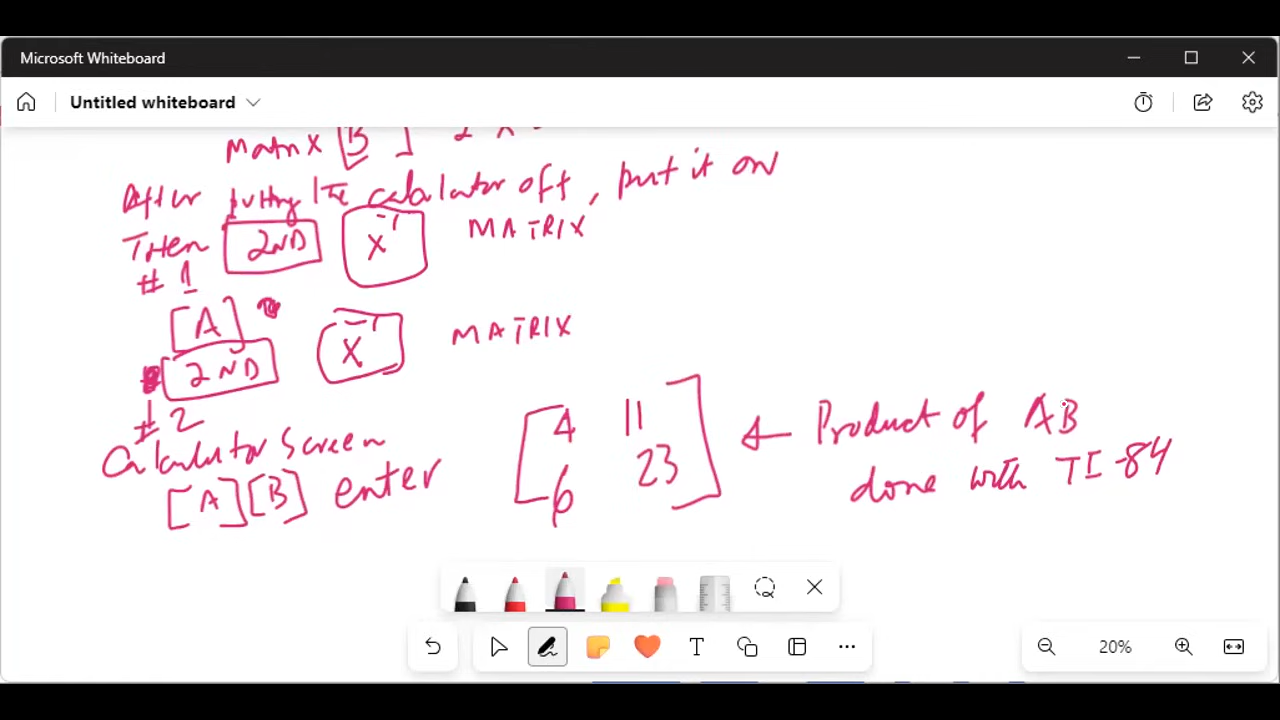 Microsoft Whiteboard
Untitled whiteboard
Matrix [B] 2 x
After putting the calculator off, put it on
THen 2ND X⁻¹ MATRIX
# 1
[A]
2ND X⁻¹ MATRIX
# 2
Calculator Screen
[A][B] enter
[4 11
6 23] ← Product of AB
done with TI-84
20%